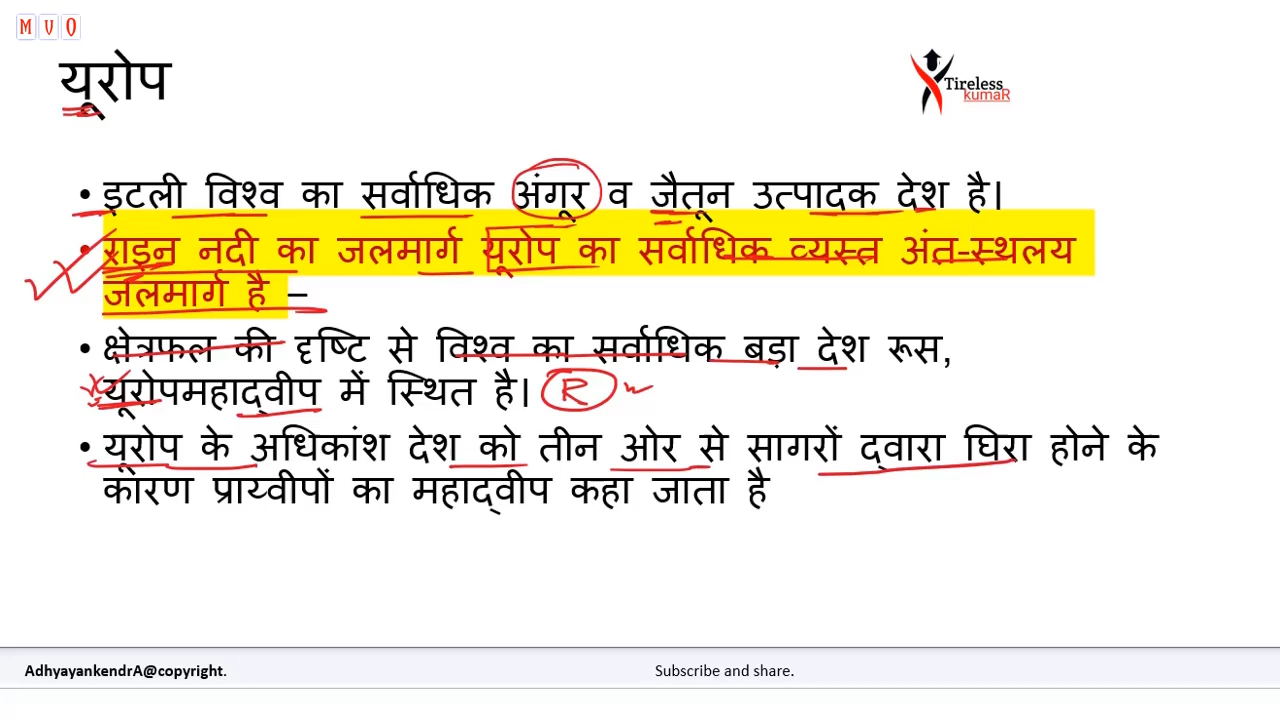 M V O
यूरोप
Tireless
kumaR
• इटली विश्व का सर्वाधिक अंगूर व जैतून उत्पादक देश है।
• राइन नदी का जलमार्ग यूरोप का सर्वाधिक व्यस्त अंत-स्थलय
जलमार्ग है –
• क्षेत्रफल की दृष्टि से विश्व का सर्वाधिक बड़ा देश रूस,
यूरोपमहाद्वीप में स्थित है। R
• यूरोप के अधिकांश देश को तीन ओर से सागरों द्वारा घिरा होने के
कारण प्राय्वीपों का महाद्वीप कहा जाता है
AdhyayankendrA@copyright.
Subscribe and share.